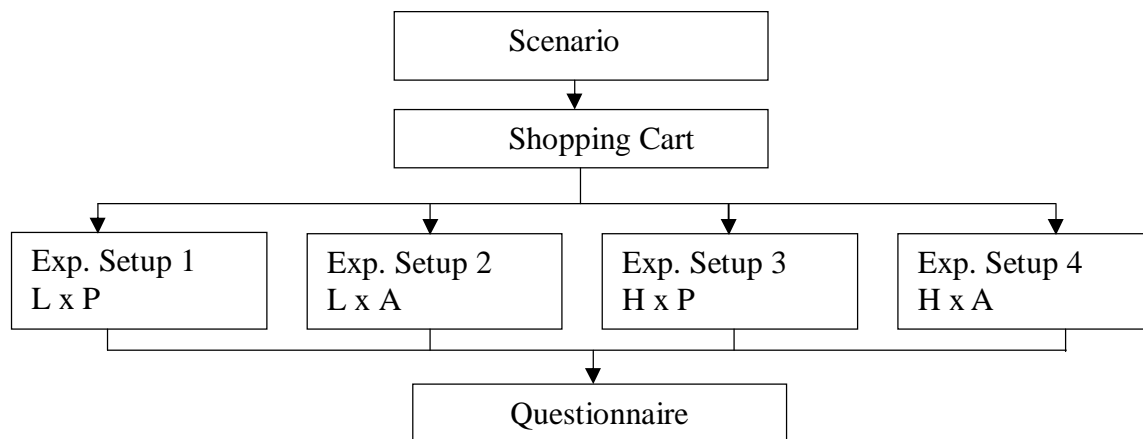 Scenario
Shopping Cart
Exp. Setup 1
L x P
Exp. Setup 2
L x A
Exp. Setup 3
H x P
Exp. Setup 4
H x A
Questionnaire